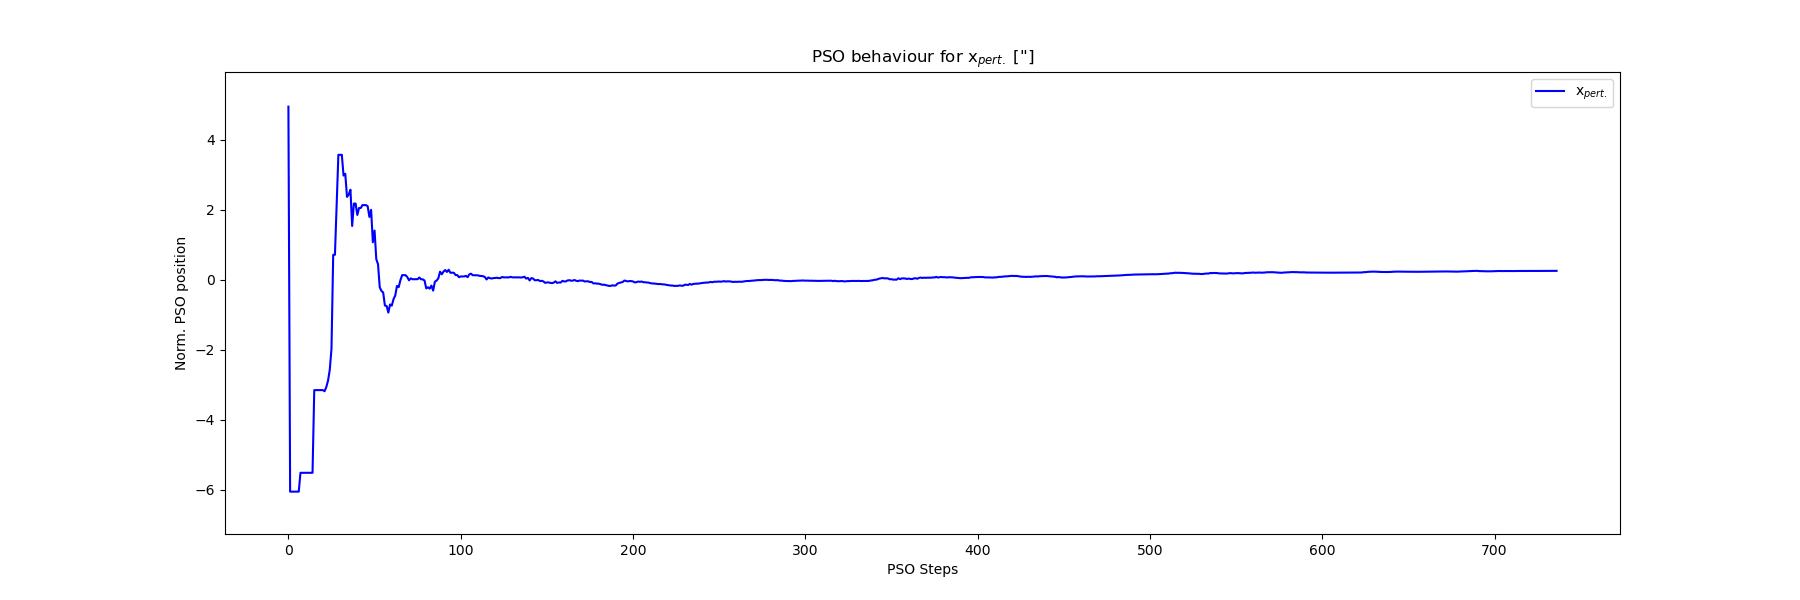 PSO behaviour for x_pert. ["]
x_pert.
Norm. PSO position
4
2
0
−2
−4
−6
0 100 200 300 400 500 600 700
PSO Steps